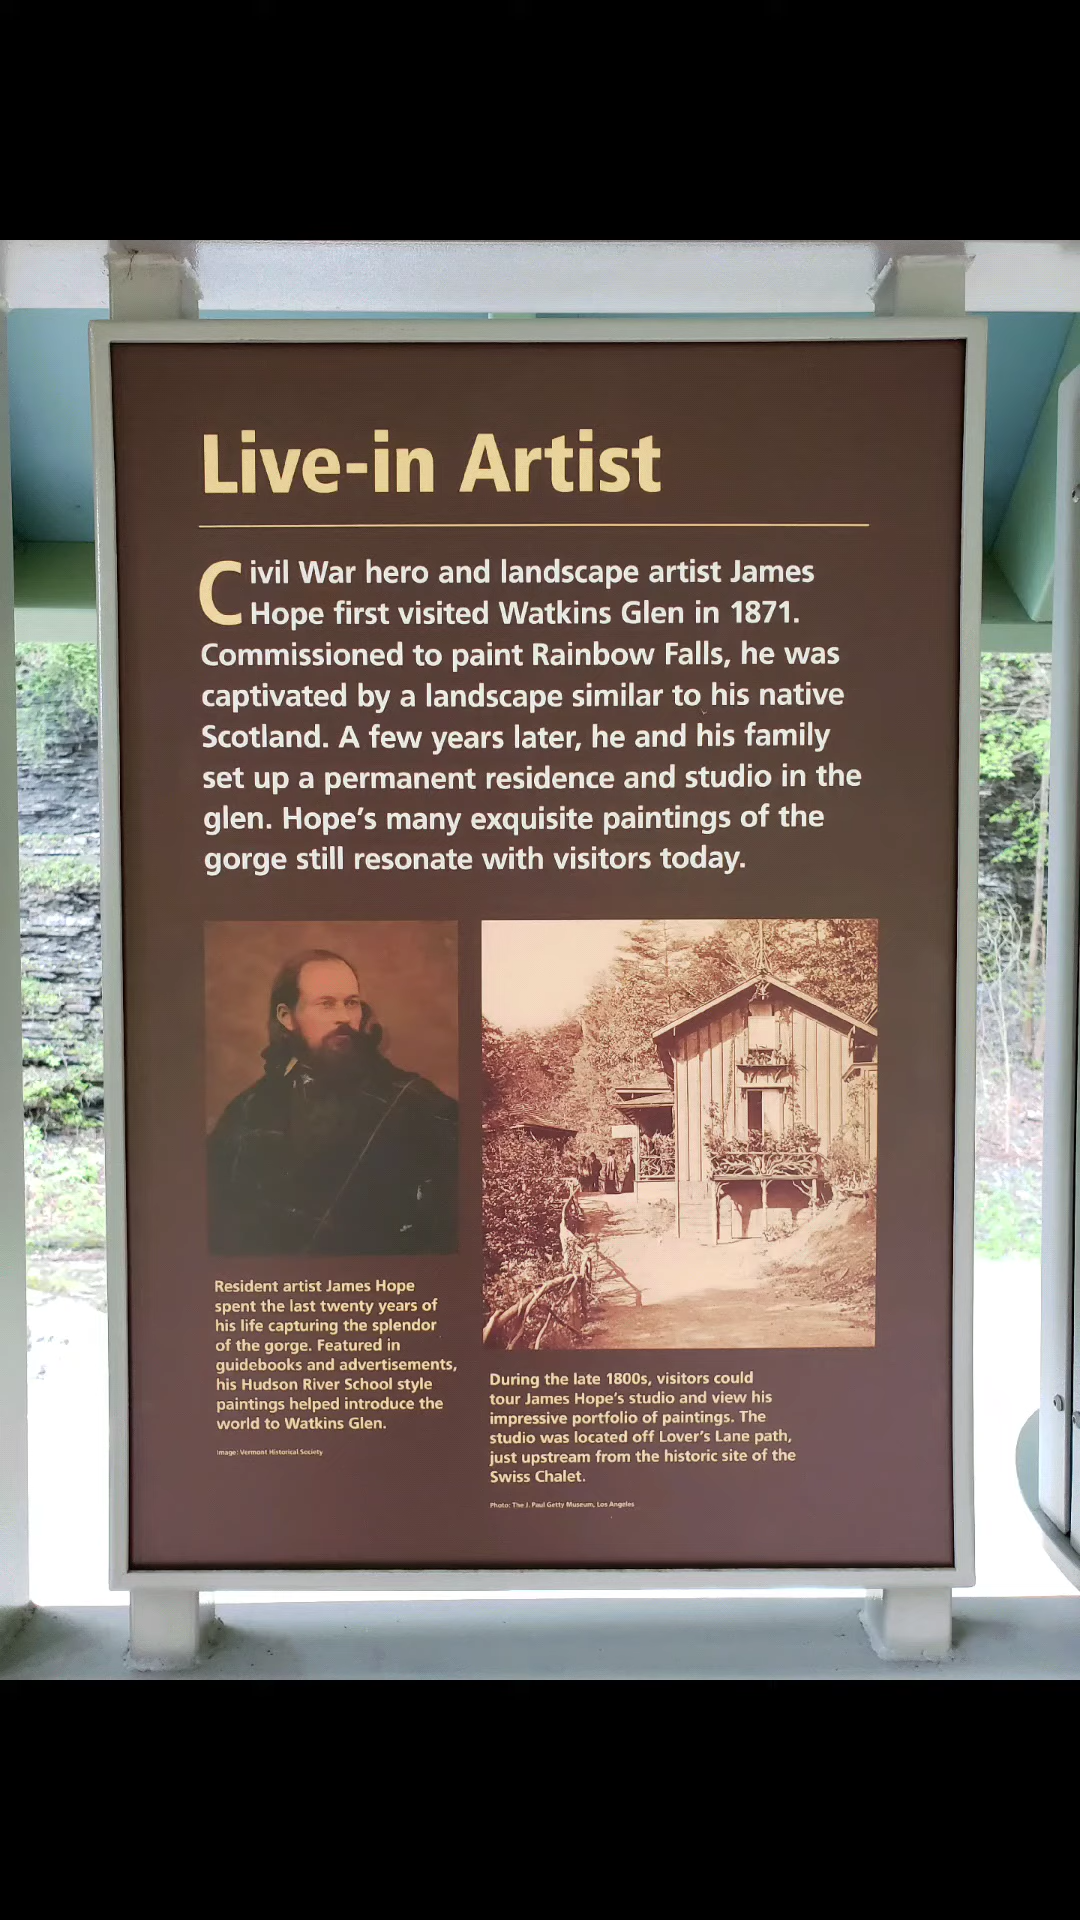 Live-in Artist
Civil War hero and landscape artist James
Hope first visited Watkins Glen in 1871.
Commissioned to paint Rainbow Falls, he was
captivated by a landscape similar to his native
Scotland. A few years later, he and his family
set up a permanent residence and studio in the
glen. Hope's many exquisite paintings of the
gorge still resonate with visitors today.
Resident artist James Hope
spent the last twenty years of
his life capturing the splendor
of the gorge. Featured in
guidebooks and advertisements,
his Hudson River School style
paintings helped introduce the
world to Watkins Glen.
Image: Vermont Historical Society
During the late 1800s, visitors could
tour James Hope's studio and view his
impressive portfolio of paintings. The
studio was located off Lover's Lane path,
just upstream from the historic site of the
Swiss Chalet.
Photo: The J. Paul Getty Museum, Los Angeles